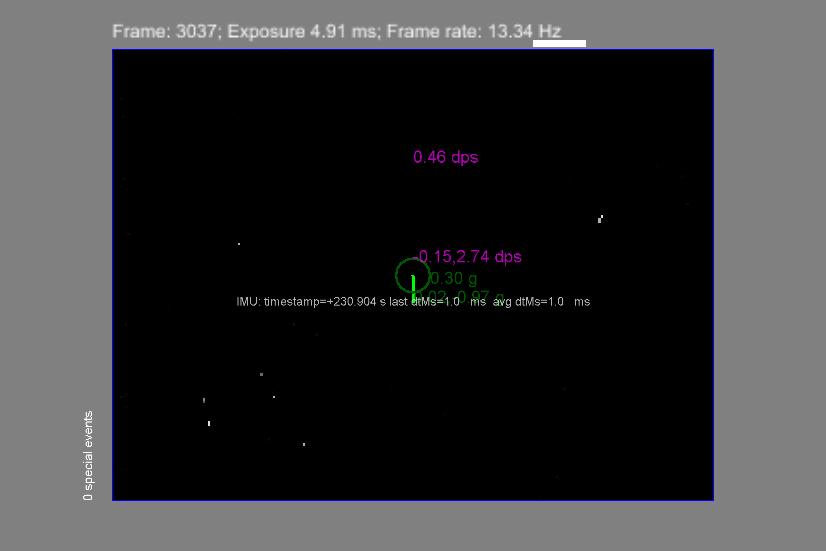 Frame: 3037; Exposure 4.91 ms; Frame rate: 13.34 Hz
0.46 dps
-0.15,2.74 dps
0.30 g
0.97 g
IMU: timestamp=+230.904 s last dtMs=1.0 ms avg dtMs=1.0 ms
0 special events